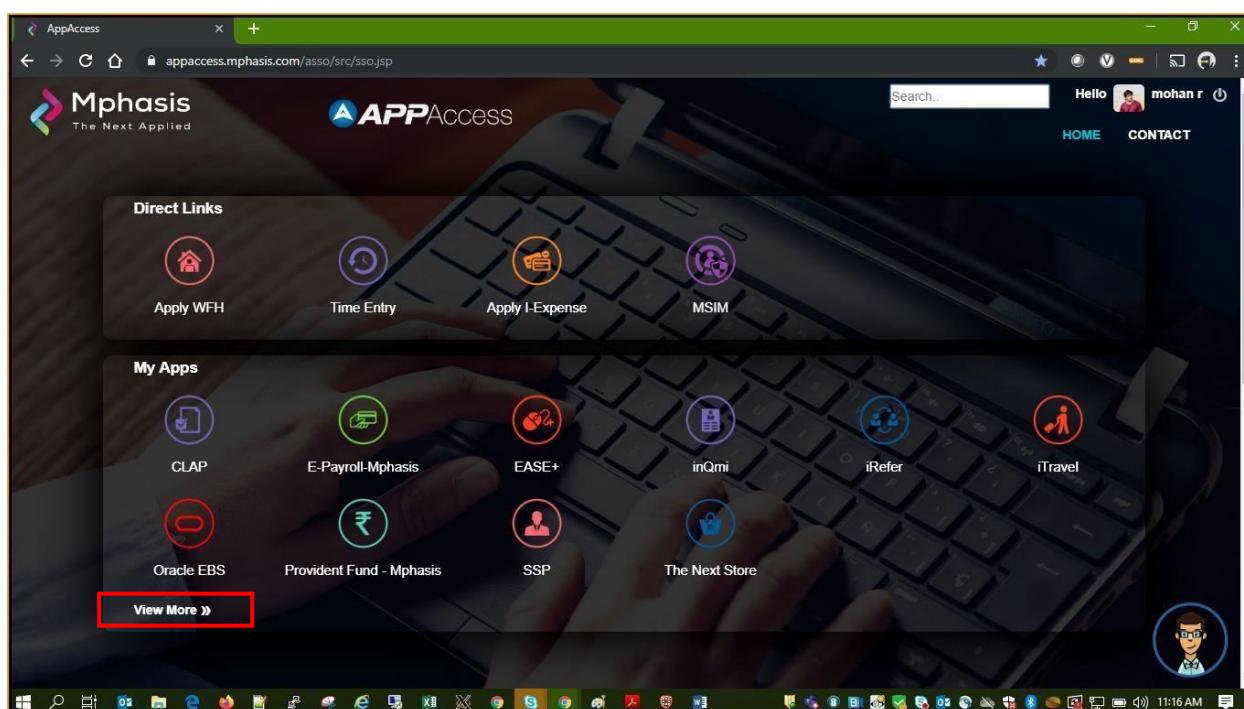 AppAccess
appaccess.mphasis.com/asso/src/sso.jsp
Mphasis
The Next Applied
APPAccess
Search..
Hello mohan r
HOME CONTACT
Direct Links
Apply WFH Time Entry Apply I-Expense MSIM
My Apps
CLAP E-Payroll-Mphasis EASE+ inQmi iRefer iTravel
Oracle EBS Provident Fund - Mphasis SSP The Next Store
View More »
11:16 AM